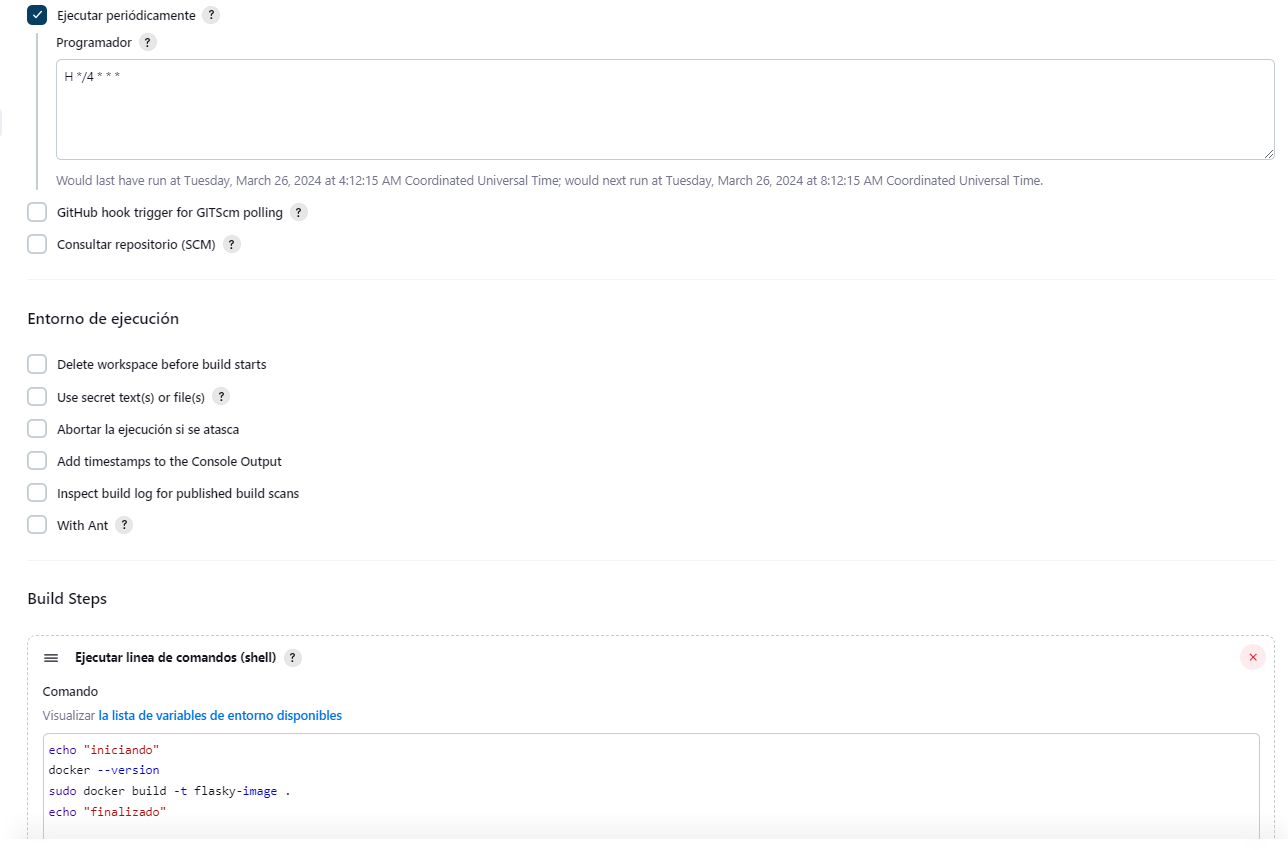 Ejecutar periódicamente ?
Programador ?
H */4 * * *
Would last have run at Tuesday, March 26, 2024 at 4:12:15 AM Coordinated Universal Time; would next run at Tuesday, March 26, 2024 at 8:12:15 AM Coordinated Universal Time.
GitHub hook trigger for GITScm polling ?
Consultar repositorio (SCM) ?
Entorno de ejecución
Delete workspace before build starts
Use secret text(s) or file(s) ?
Abortar la ejecución si se atasca
Add timestamps to the Console Output
Inspect build log for published build scans
With Ant ?
Build Steps
Ejecutar linea de comandos (shell) ?
Comando
Visualizar la lista de variables de entorno disponibles
echo "iniciando"
docker --version
sudo docker build -t flasky-image .
echo "finalizado"